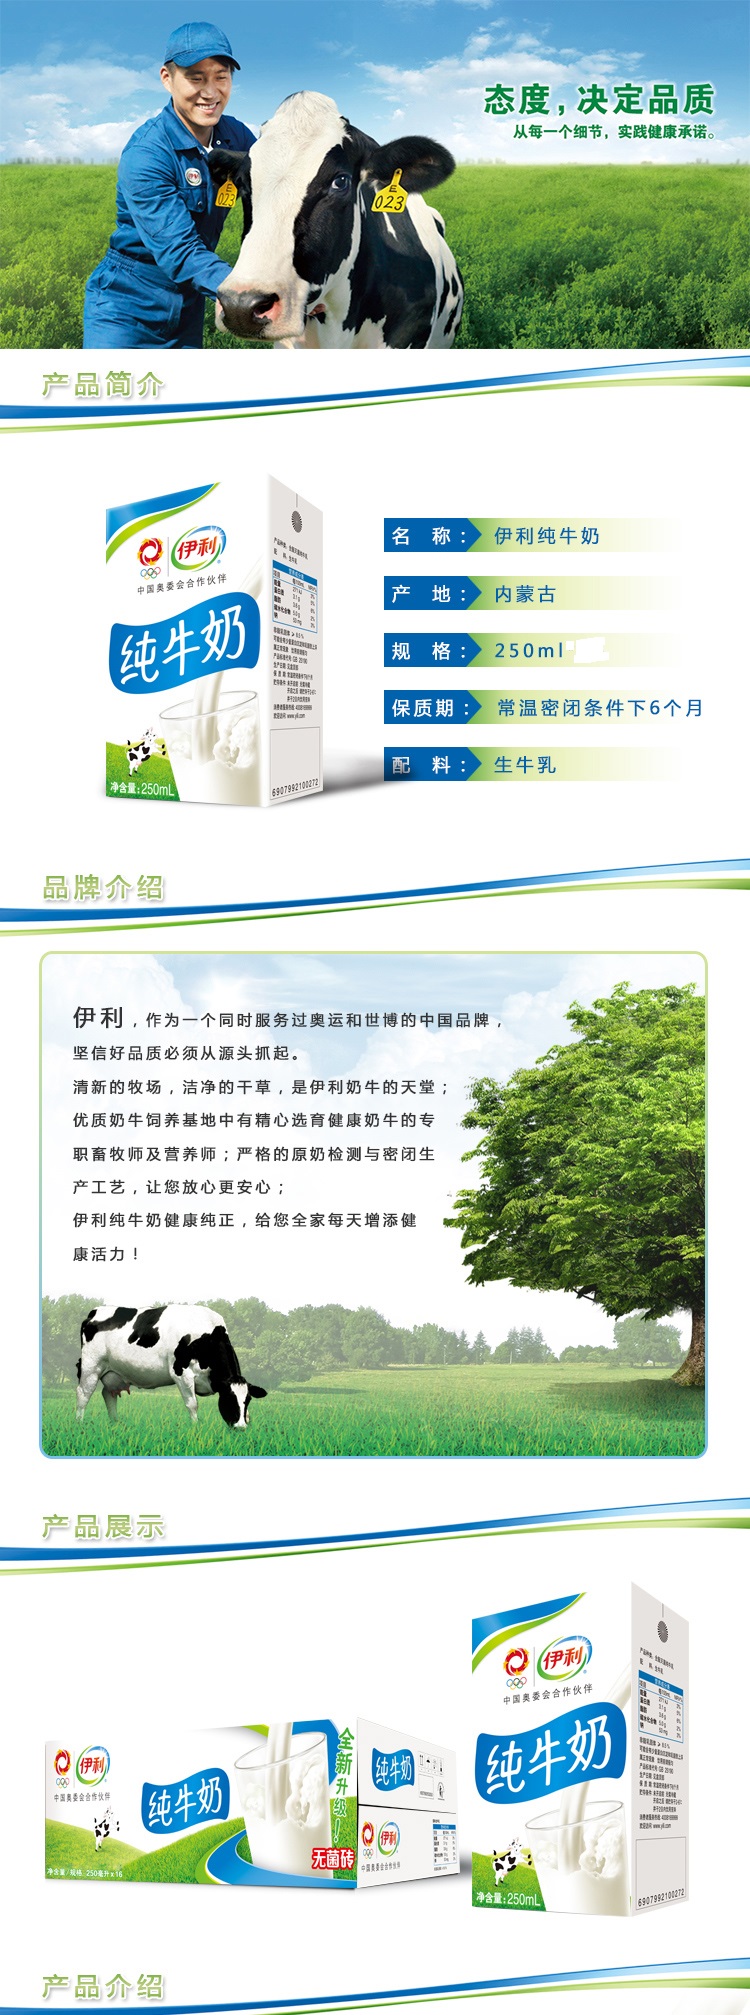 态度，决定品质
从每一个细节，实践健康承诺。
E
023
E
023
伊利
产品简介
伊利
中国奥委会合作伙伴
纯牛奶
净含量：250mL
6907992100272
名 称： 伊利纯牛奶
产 地： 内蒙古
规 格： 250ml
保质期： 常温密闭条件下6个月
配 料： 生牛乳
品牌介绍
伊利，作为一个同时服务过奥运和世博的中国品牌，
坚信好品质必须从源头抓起。
清新的牧场，洁净的干草，是伊利奶牛的天堂；
优质奶牛饲养基地中有精心选育健康奶牛的专
职畜牧师及营养师；严格的原奶检测与密闭生
产工艺，让您放心更安心；
伊利纯牛奶健康纯正，给您全家每天增添健
康活力！
产品展示
伊利
中国奥委会合作伙伴
纯牛奶
全新升级！
无菌砖
净含量/规格：250毫升x16
纯牛奶
伊利
中国奥委会合作伙伴
伊利
中国奥委会合作伙伴
纯牛奶
净含量：250mL
6907992100272
产品介绍